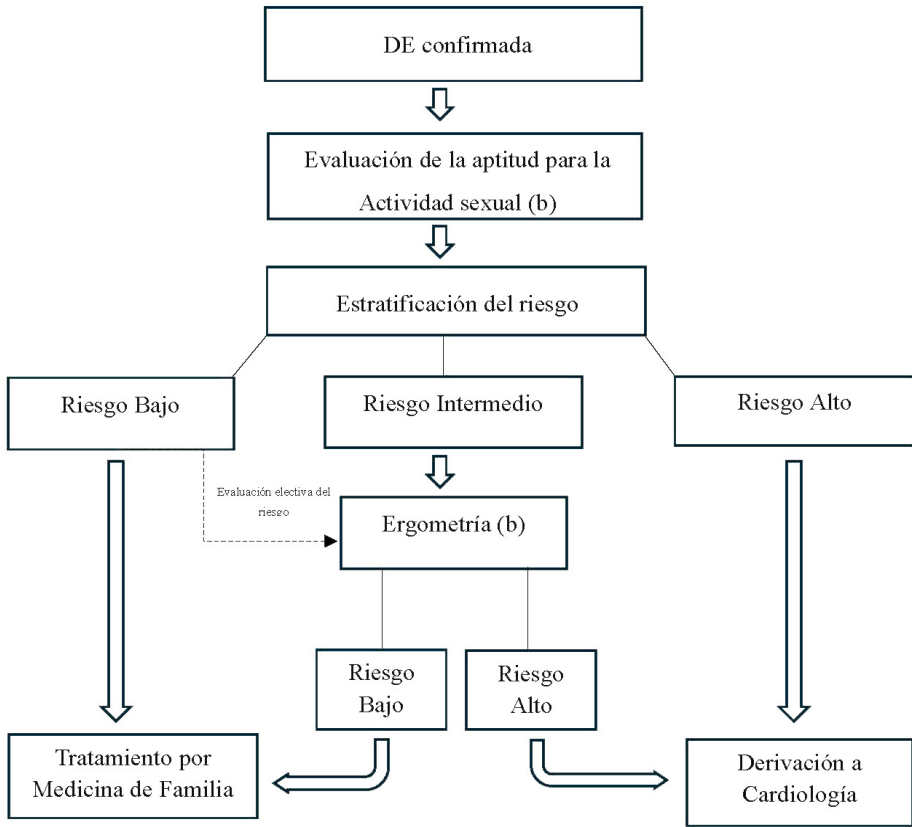 DE confirmada
Evaluación de la aptitud para la
Actividad sexual (b)
Estratificación del riesgo
Riesgo Bajo
Riesgo Intermedio
Riesgo Alto
Evaluación electiva del
riesgo
Ergometría (b)
Riesgo
Bajo
Riesgo
Alto
Tratamiento por
Medicina de Familia
Derivación a
Cardiología